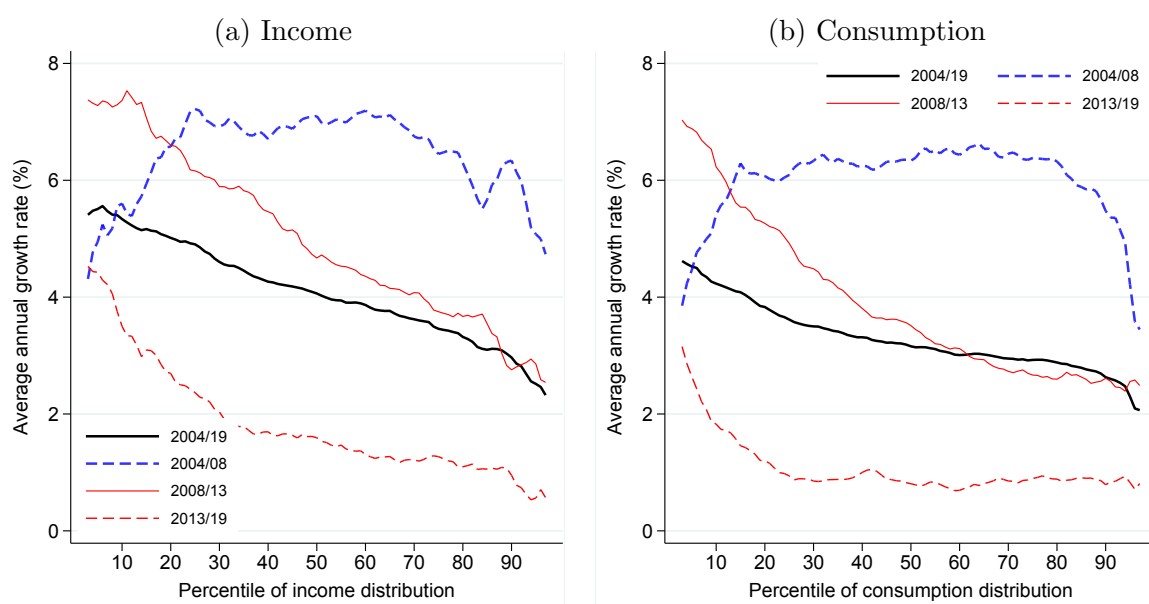 (a) Income
Average annual growth rate (%)
8
6
4
2
0
2004/19
2004/08
2008/13
2013/19
10 20 30 40 50 60 70 80 90
Percentile of income distribution
(b) Consumption
Average annual growth rate (%)
8
6
4
2
0
2004/19 2004/08
2008/13 2013/19
10 20 30 40 50 60 70 80 90
Percentile of consumption distribution